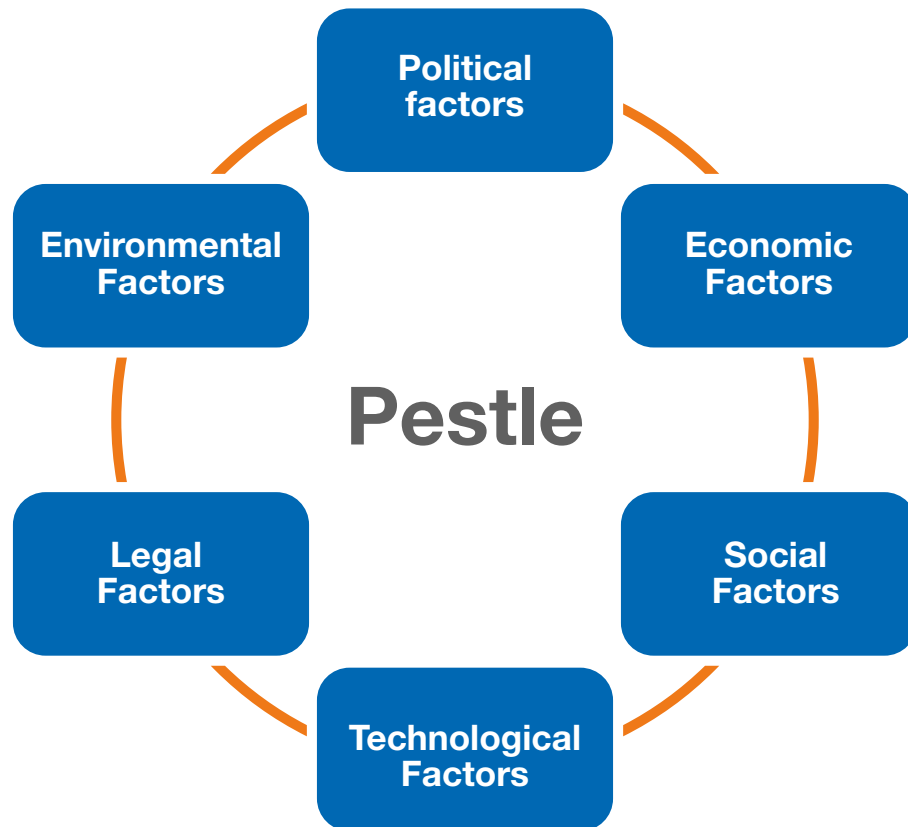 Political
factors
Economic
Factors
Social
Factors
Technological
Factors
Legal
Factors
Environmental
Factors
Pestle